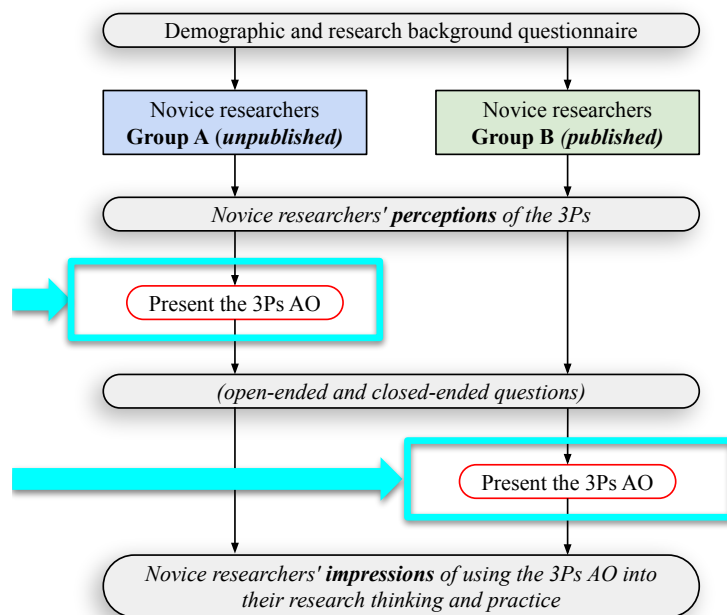 Demographic and research background questionnaire
Novice researchers
Group A (unpublished)
Novice researchers
Group B (published)
Novice researchers' perceptions of the 3Ps
Present the 3Ps AO
(open-ended and closed-ended questions)
Present the 3Ps AO
Novice researchers' impressions of using the 3Ps AO into
their research thinking and practice